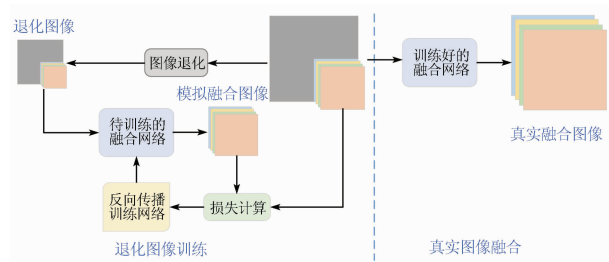 退化图像
图像退化
模拟融合图像
待训练的
融合网络
反向传播
训练网络
损失计算
退化图像训练
训练好的
融合网络
真实融合图像
真实图像融合